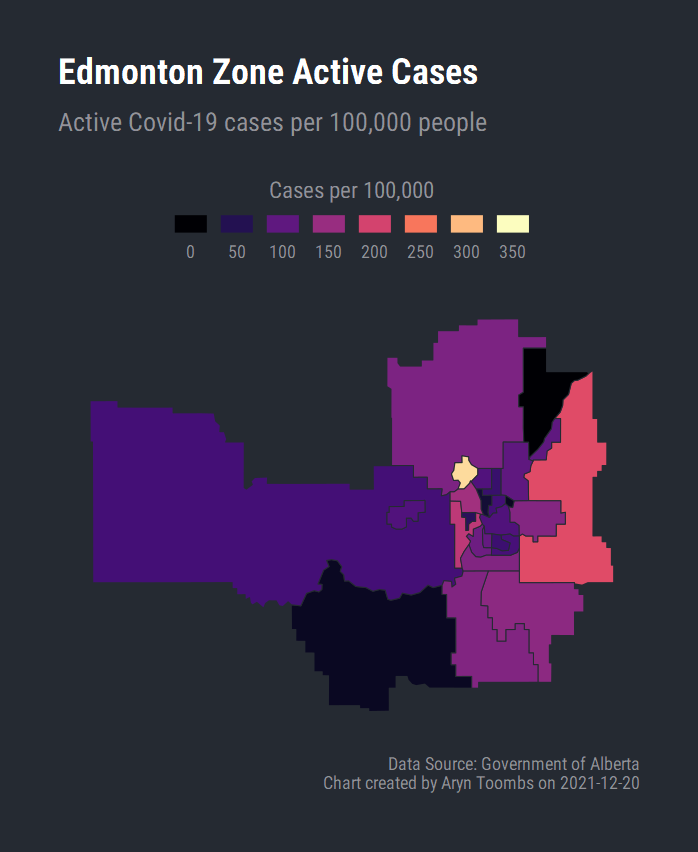 Edmonton Zone Active Cases
Active Covid-19 cases per 100,000 people
Cases per 100,000
0 50 100 150 200 250 300 350
Data Source: Government of Alberta
Chart created by Aryn Toombs on 2021-12-20